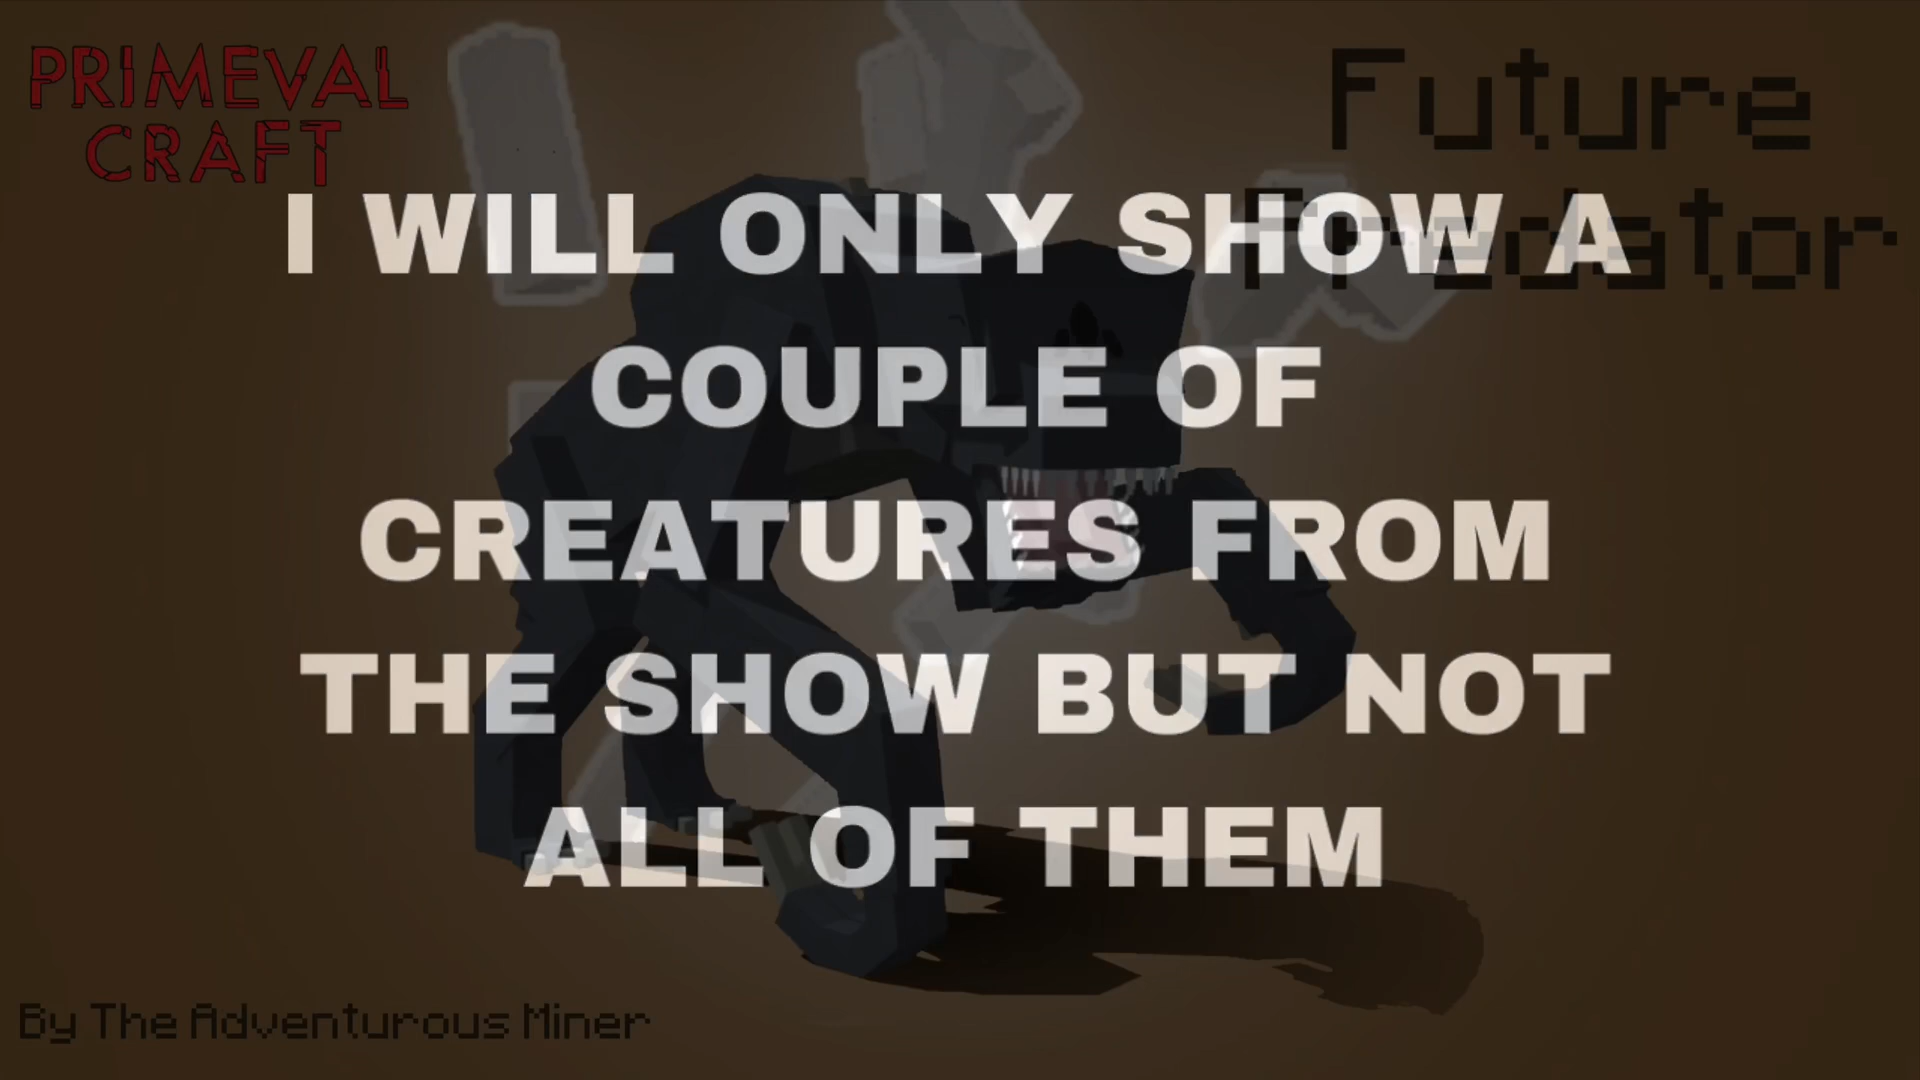 PRIMEVAL
CRAFT
Future
Predator
I WILL ONLY SHOW A
COUPLE OF
CREATURES FROM
THE SHOW BUT NOT
ALL OF THEM
By The Adventurous Miner